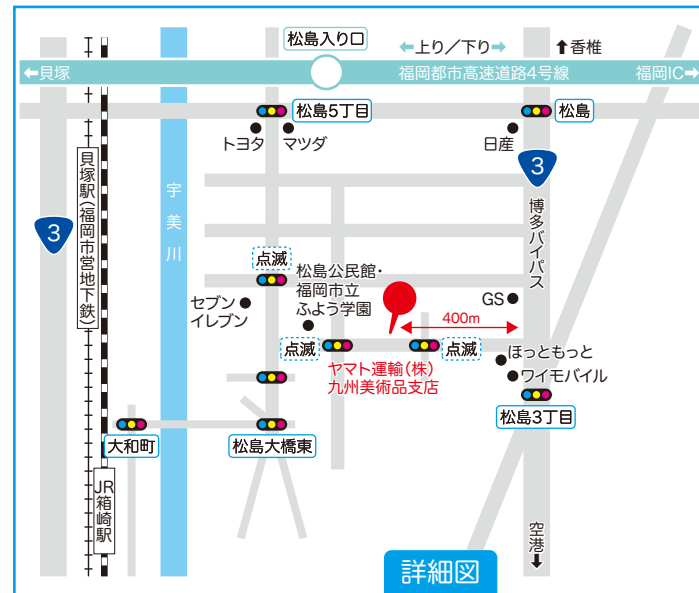 松島入り口
←上り／下り→
↑香椎
←貝塚
福岡都市高速道路4号線
福岡IC→
松島5丁目
松島
トヨタ
マツダ
日産
3
貝塚駅(福岡市営地下鉄)
宇美川
3
博多バイパス
点滅
松島公民館・
福岡市立
ふよう学園
セブン
イレブン
GS
400m
点滅
点滅
ほっともっと
ヤマト運輸(株)
九州美術品支店
ワイモバイル
松島3丁目
大和町
松島大橋東
JR箱崎駅
空港↓
詳細図